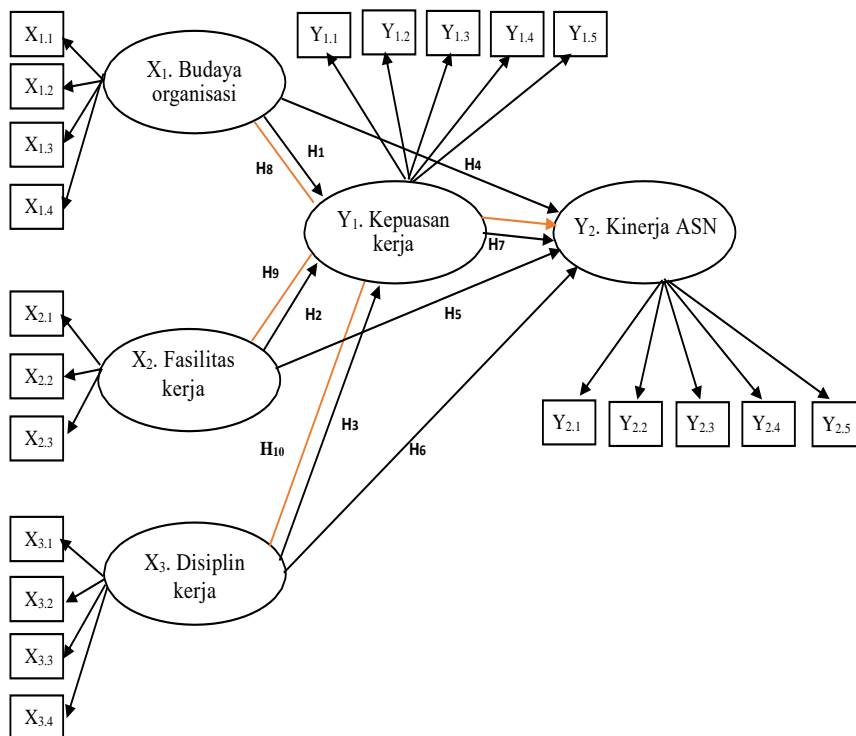 X1.1
X1.2
X1.3
X1.4
X1. Budaya
organisasi
Y1.1
Y1.2
Y1.3
Y1.4
Y1.5
H1
H8
H4
Y1. Kepuasan
kerja
H7
Y2. Kinerja ASN
H9
H2
H5
X2.1
X2.2
X2.3
X2. Fasilitas
kerja
H10
H3
H6
Y2.1
Y2.2
Y2.3
Y2.4
Y2.5
X3.1
X3.2
X3.3
X3.4
X3. Disiplin
kerja